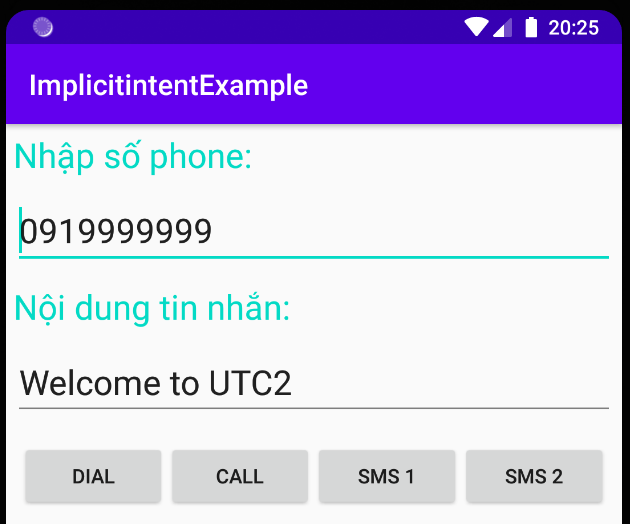 20:25
ImplicitintentExample
Nhập số phone:
0919999999
Nội dung tin nhắn:
Welcome to UTC2
DIAL CALL SMS 1 SMS 2